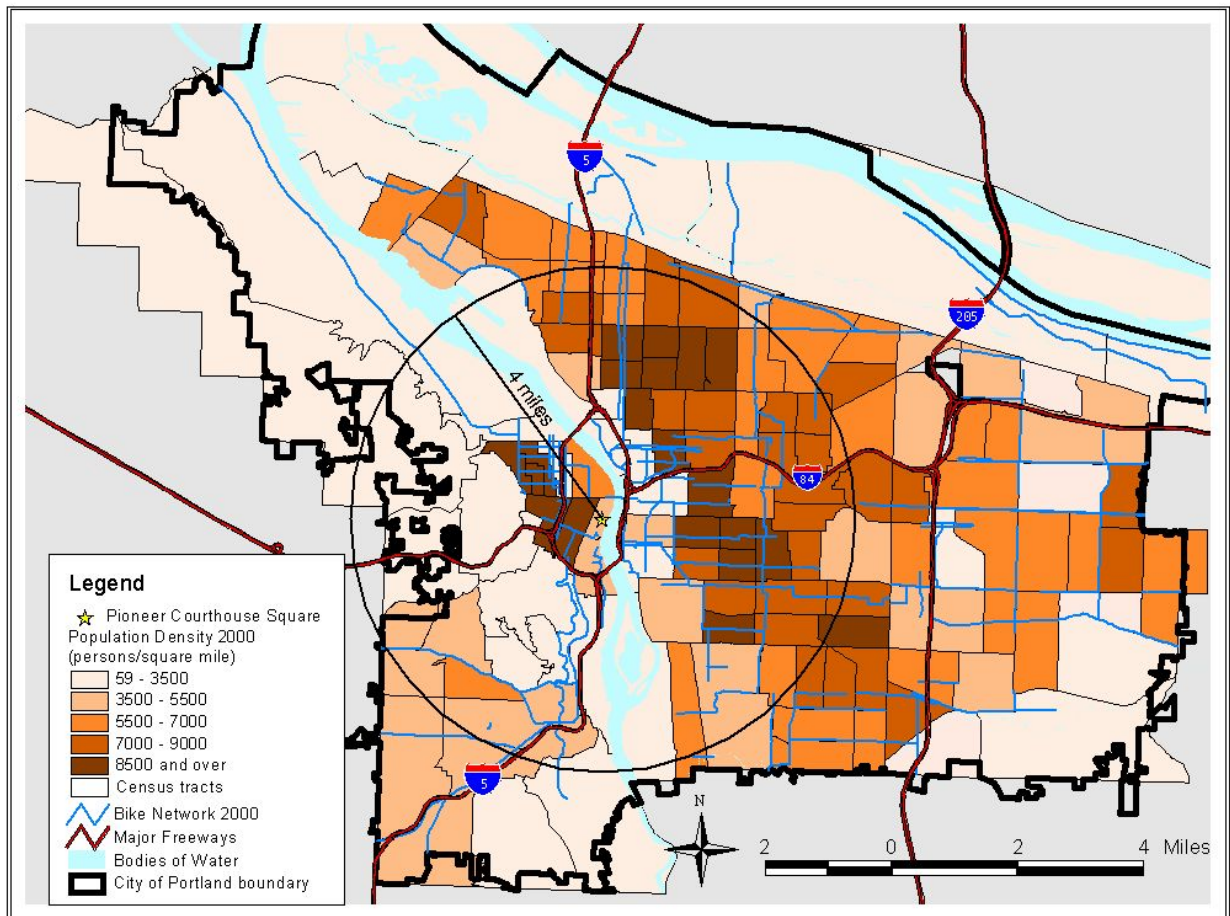 5
205
4 miles
84
Legend
Pioneer Courthouse Square
Population Density 2000
(persons/square mile)
59 - 3500
3500 - 5500
5500 - 7000
7000 - 9000
8500 and over
Census tracts
Bike Network 2000
Major Freeways
Bodies of Water
City of Portland boundary
5
N
2 0 2 4 Miles